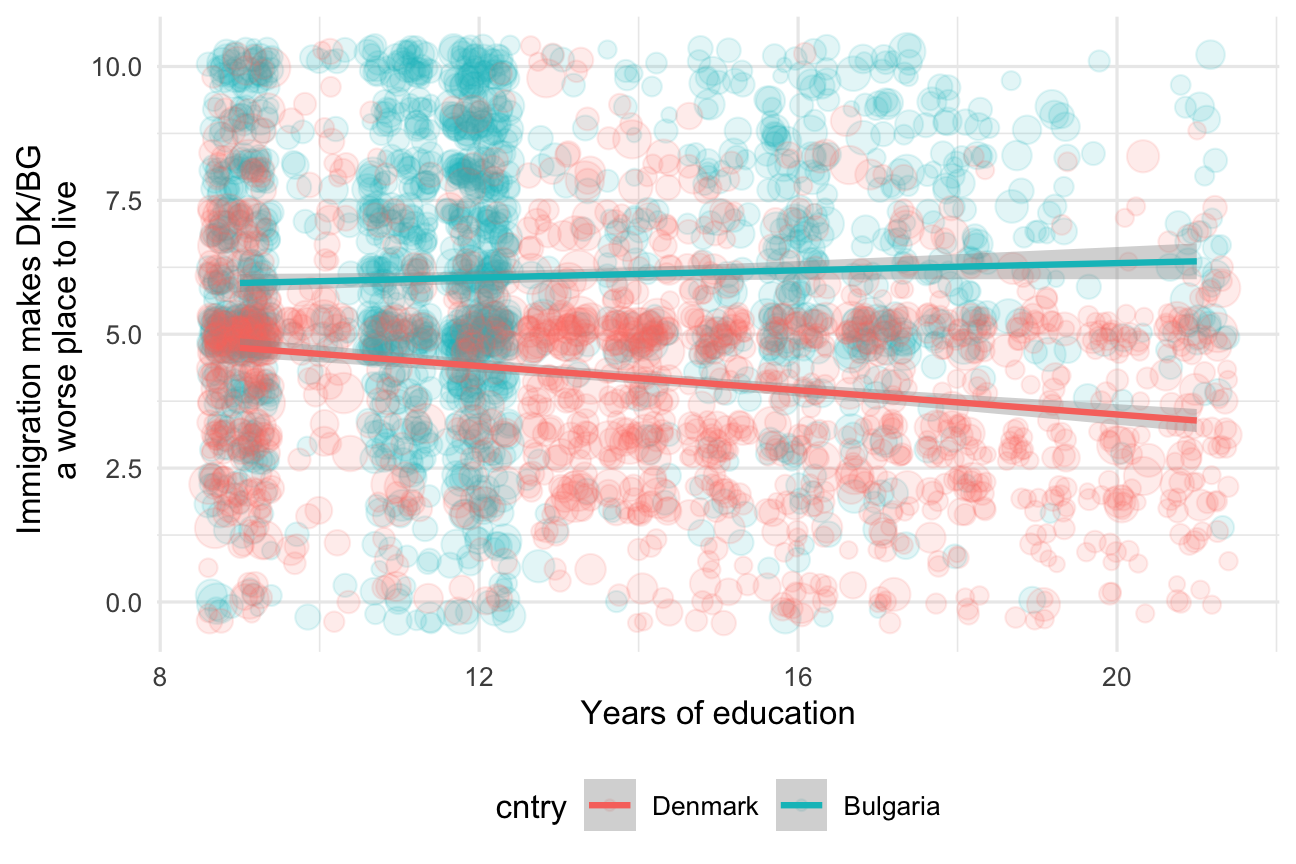 Immigration makes DK/BG
a worse place to live
10.0
7.5
5.0
2.5
0.0
8 12 16 20
Years of education
cntry Denmark Bulgaria